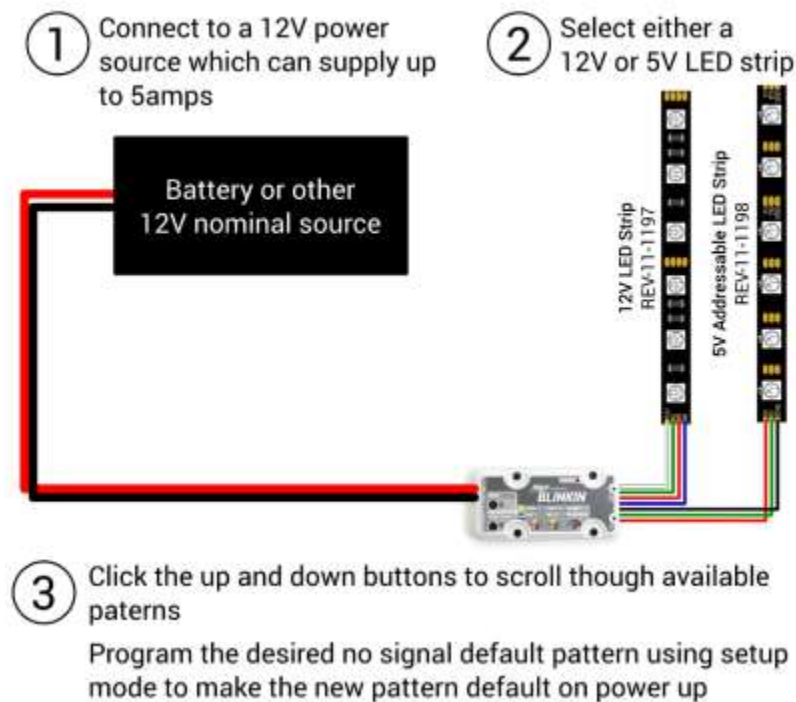 1
Connect to a 12V power
source which can supply up
to 5amps
2
Select either a
12V or 5V LED strip
Battery or other
12V nominal source
12V LED Strip
REV-11-1197
5V Addressable LED Strip
REV-11-1198
BLINKIN
3
Click the up and down buttons to scroll though available
paterns
Program the desired no signal default pattern using setup
mode to make the new pattern default on power up